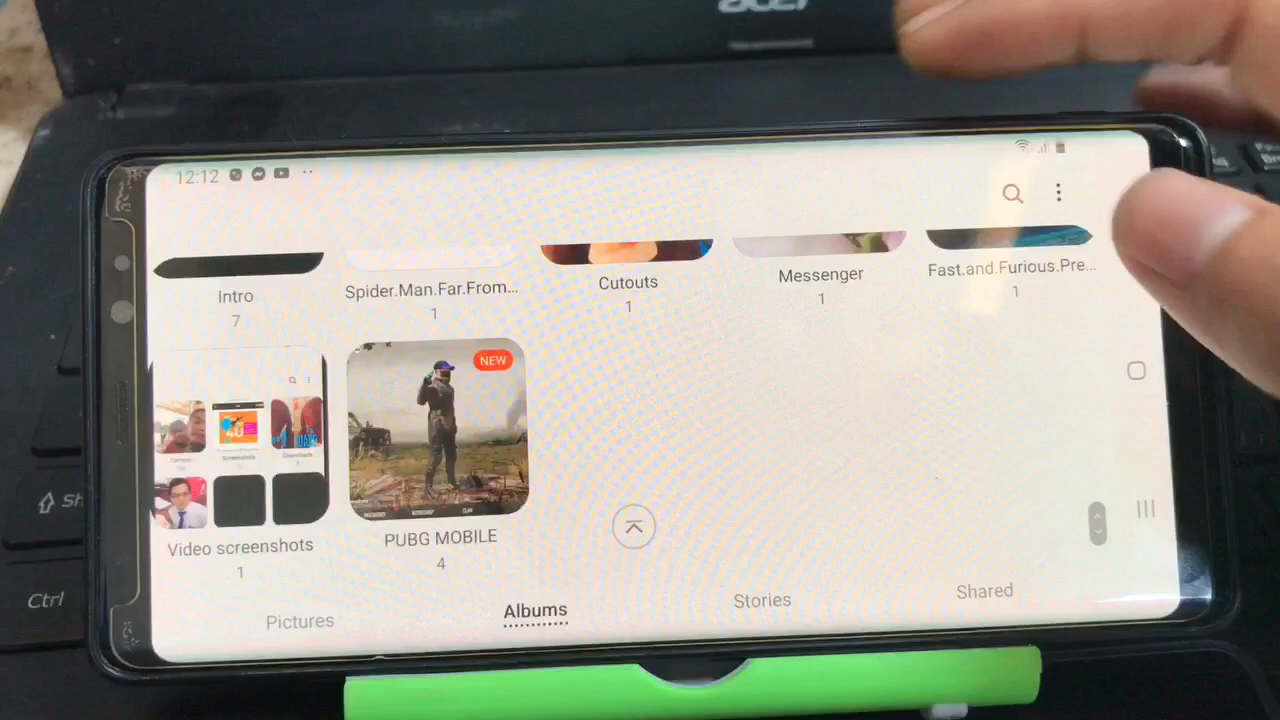 acer
12:12
Intro
7
Spider.Man.Far.From...
1
Cutouts
1
Messenger
1
Fast.and.Furious.Pre...
1
NEW
Video screenshots
1
PUBG MOBILE
4
Pictures
Albums
Stories
Shared
Ctrl